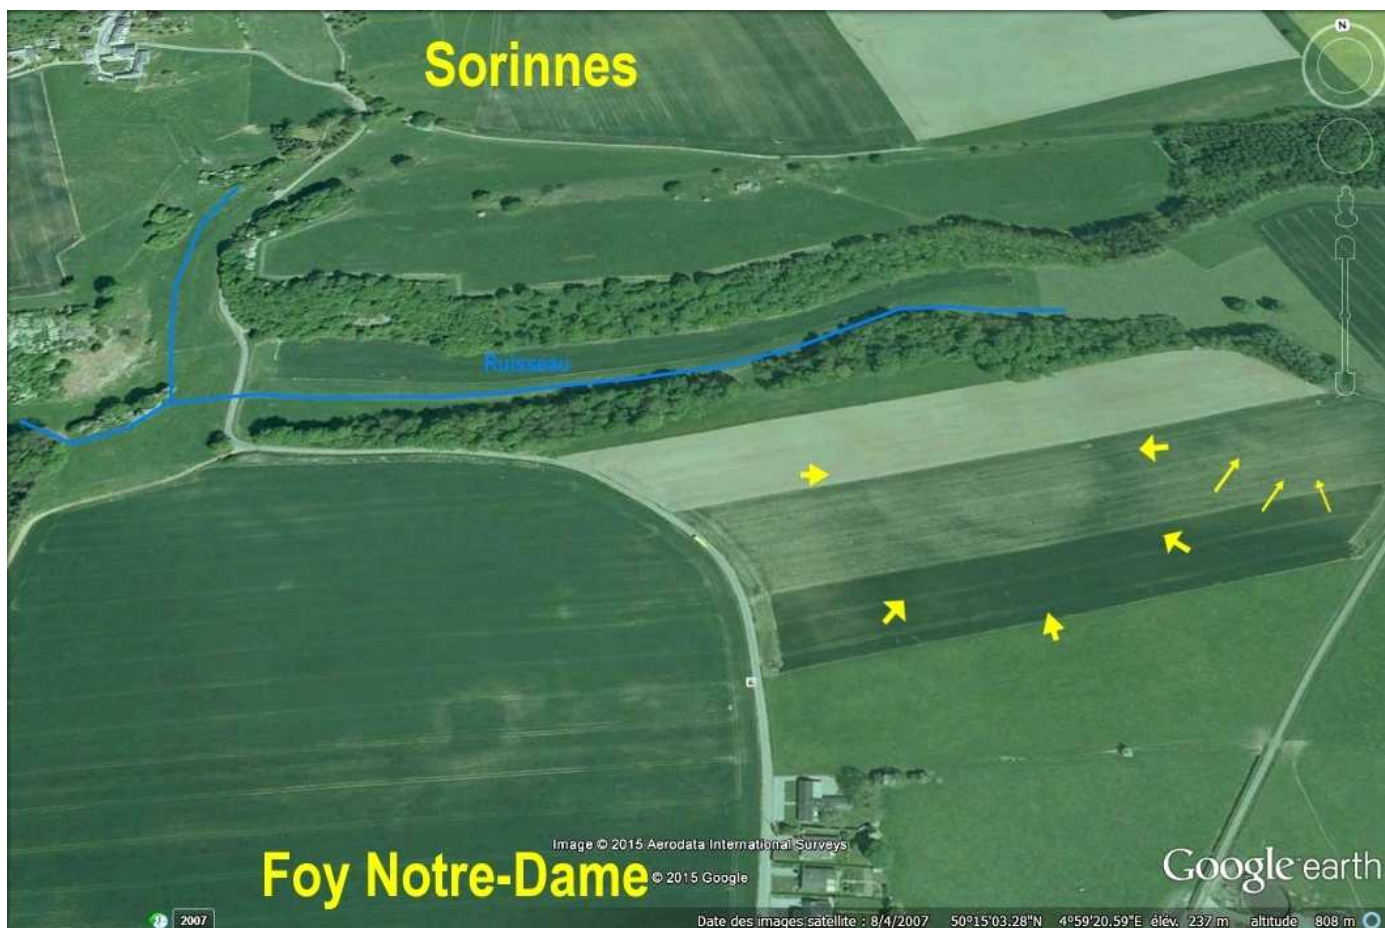 N
Sorinnes
Ruisseau
Image © 2015 Aerodata International Surveys
Foy Notre-Dame
© 2015 Google
Google earth
2007
Date des images satellite : 8/4/2007 50°15'03.28"N 4°59'20.59"E élév. 237 m altitude 808 m